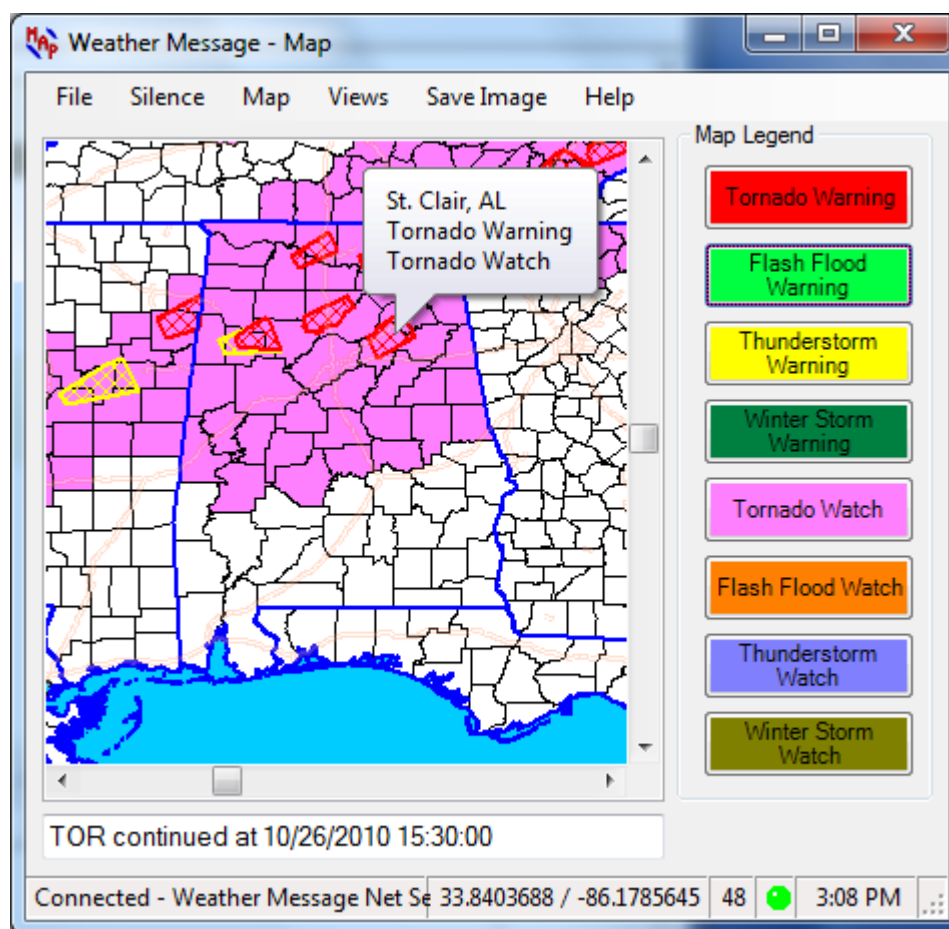 MAP Weather Message - Map
File Silence Map Views Save Image Help
Map Legend
St. Clair, AL
Tornado Warning
Tornado Watch
Tornado Warning
Flash Flood
Warning
Thunderstorm
Warning
Winter Storm
Warning
Tornado Watch
Flash Flood Watch
Thunderstorm
Watch
Winter Storm
Watch
TOR continued at 10/26/2010 15:30:00
Connected - Weather Message Net Se 33.8403688 / -86.1785645 48 3:08 PM